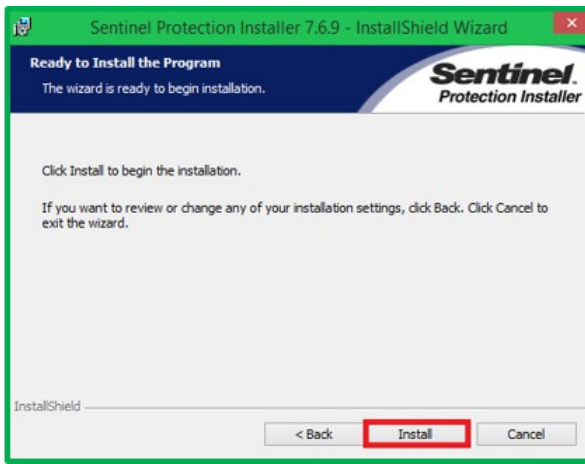 Sentinel Protection Installer 7.6.9 - InstallShield Wizard
Ready to Install the Program
The wizard is ready to begin installation.
Sentinel.
Protection Installer
Click Install to begin the installation.
If you want to review or change any of your installation settings, click Back. Click Cancel to
exit the wizard.
InstallShield
< Back
Install
Cancel